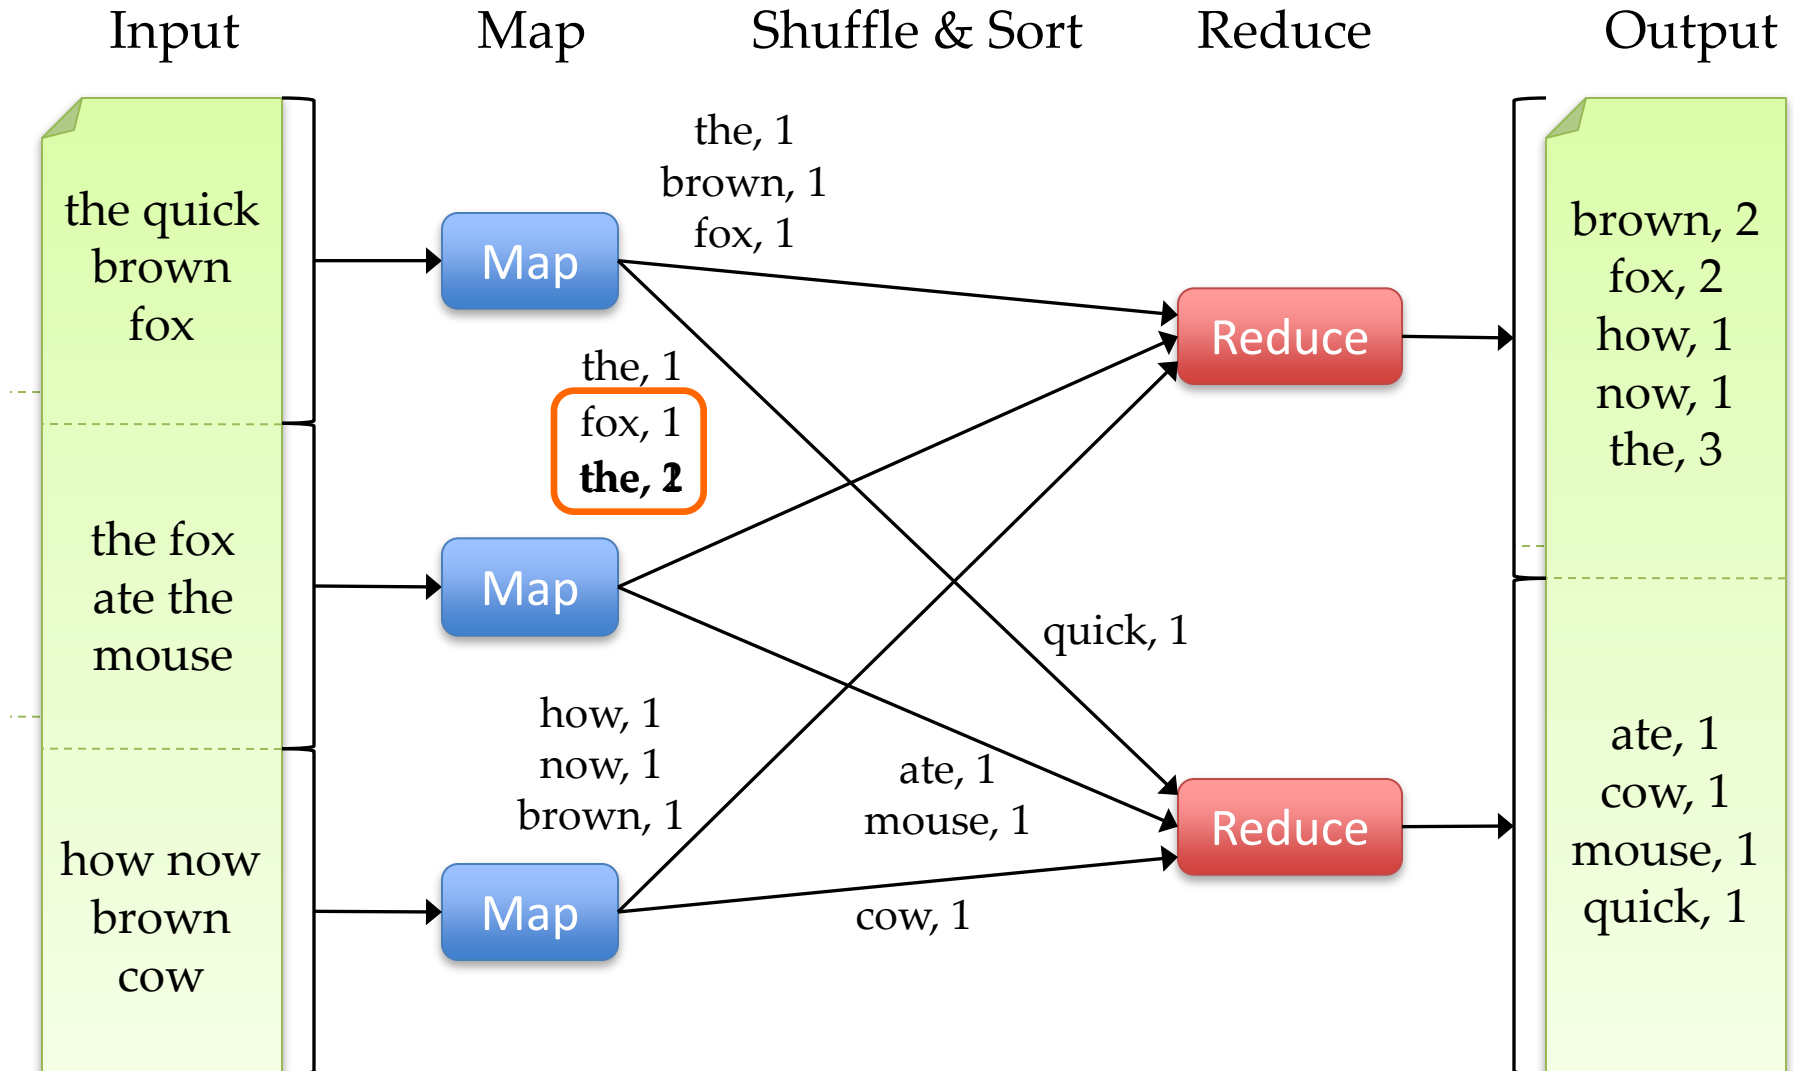 Input
Map
Shuffle & Sort
Reduce
Output
the quick
brown
fox
the fox
ate the
mouse
how now
brown
cow
Map
Map
Map
the, 1
brown, 1
fox, 1
the, 1
fox, 1
the,
how, 1
now, 1
brown, 1
quick, 1
ate, 1
mouse, 1
cow, 1
Reduce
Reduce
brown, 2
fox, 2
how, 1
now, 1
the, 3
ate, 1
cow, 1
mouse, 1
quick, 1